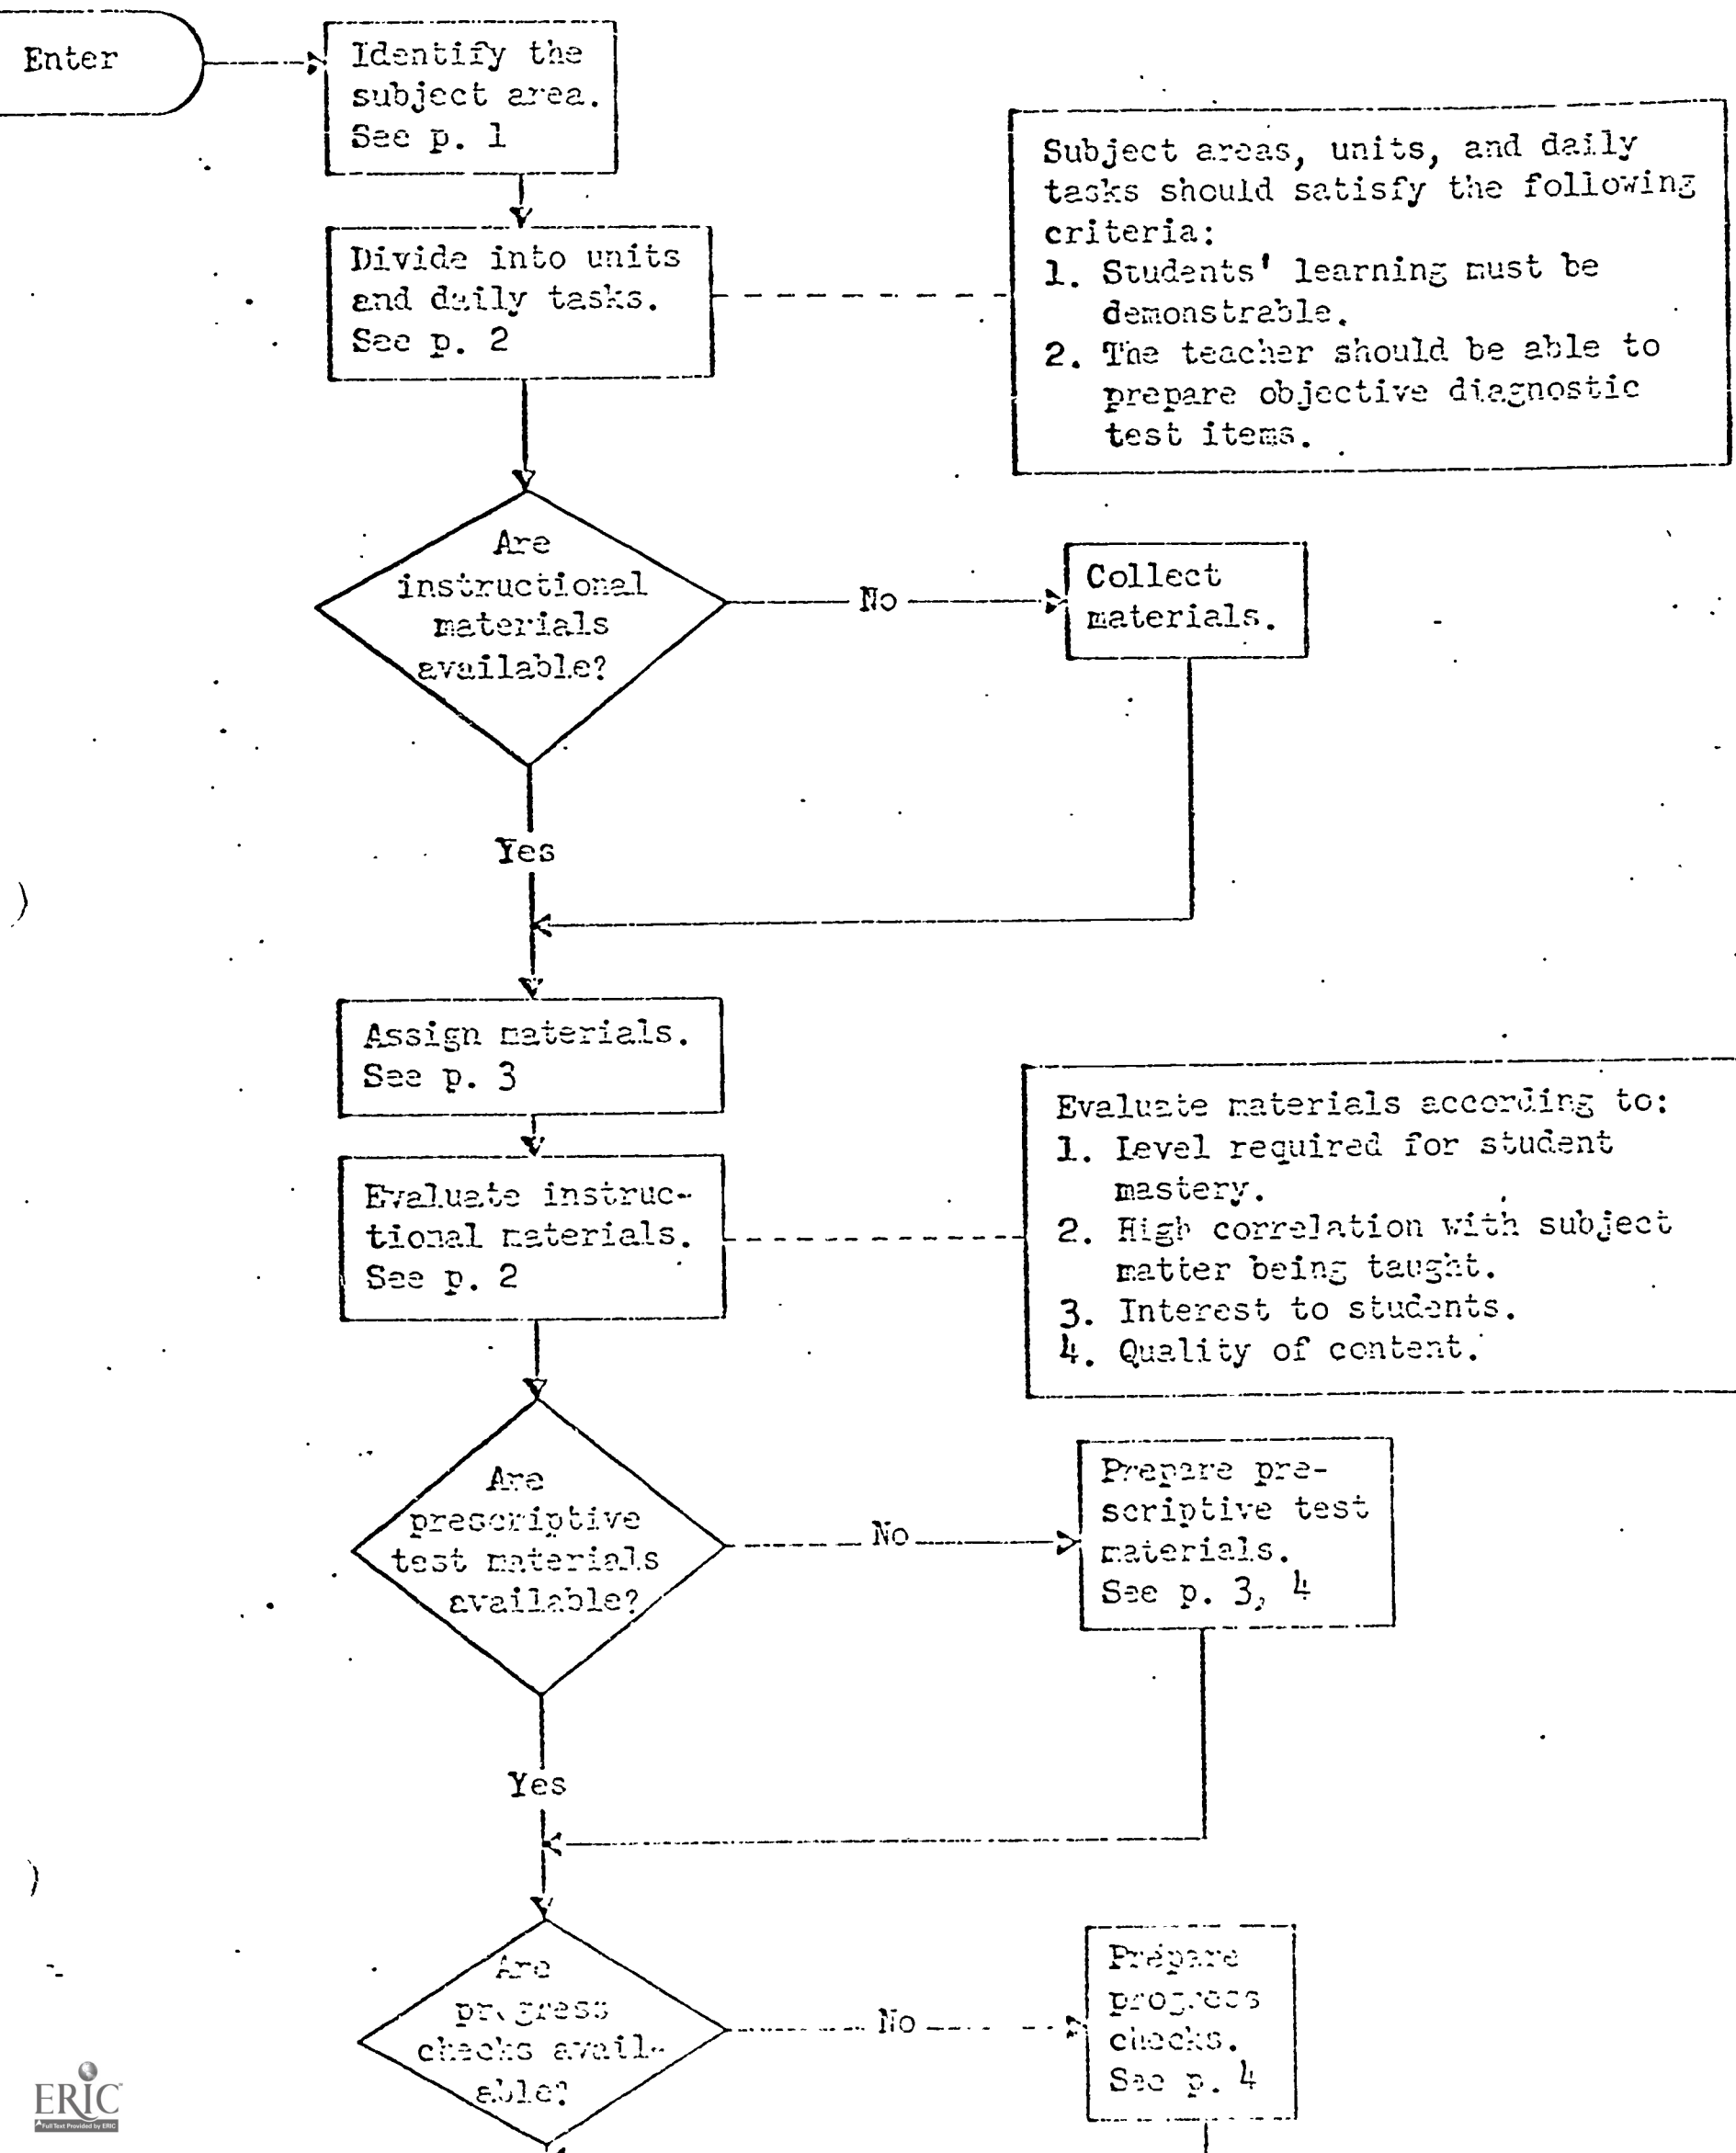 Enter
Identify the
subject area.
See p. 1
Divide into units
and daily tasks.
See p. 2
Subject areas, units, and daily
tasks should satisfy the following
criteria:
1. Students' learning must be
demonstrable.
2. The teacher should be able to
prepare objective diagnostic
test items.
Are
instructional
materials
available?
No
Collect
materials.
Yes
Assign materials.
See p. 3
Evaluate instruc-
tional materials.
See p. 2
Evaluate materials according to:
1. Level required for student
mastery.
2. High correlation with subject
matter being taught.
3. Interest to students.
4. Quality of content.
Are
prescriptive
test materials
available?
No
Prepare pre-
scriptive test
materials.
See p. 3, 4
Yes
Are
progress
checks avail-
able?
No
Prepare
progress
checks.
See p. 4
ERIC
Full Text Provided by ERIC